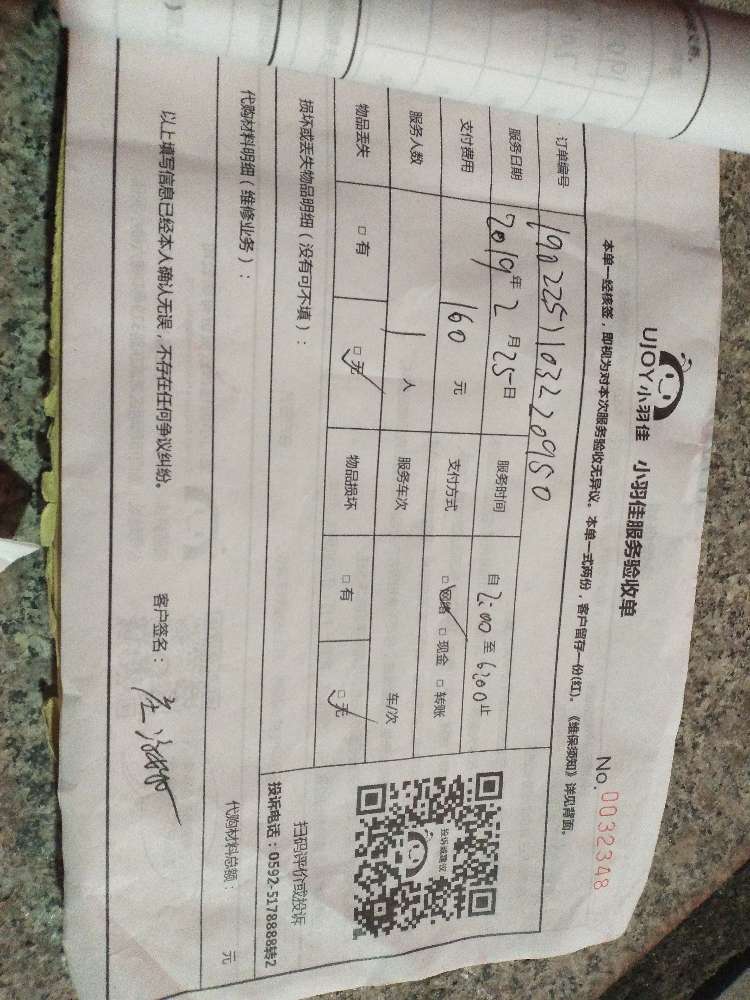 UJOY小羽佳 小羽佳服务验收单
No.0032348
本单一经核签，即视为对本次服务验收无异议。本单一式两份，客户留存一份(红)。《维保须知》详见背面。
订单编号 1902251103220950
服务日期 2019年2月25日 服务时间 自2:00至6:00止
支付费用 160元 支付方式 □网络 □现金 □转账
服务人数 1人 服务车次 车/次
物品丢失 □有 □无 物品损坏 □有 □无
损坏或丢失物品明细（没有可不填）：
投诉或建议
扫码评价或投诉
投诉电话：0592-5178888转2
代购材料明细（维修业务）：
代购材料总额： 元
以上填写信息已经本人确认无误，不存在任何争议纠纷。
客户签名：